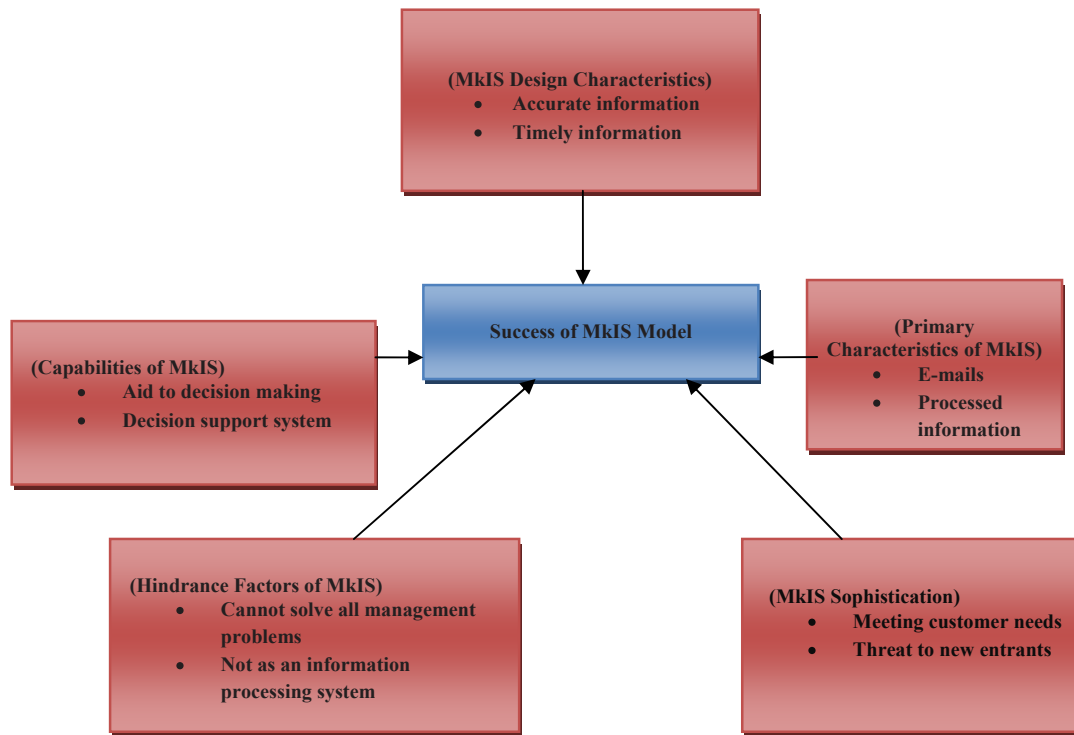 (MkIS Design Characteristics)
• Accurate information
• Timely information
Success of MkIS Model
(Primary
Characteristics of MkIS)
• E-mails
• Processed
information
(Capabilities of MkIS)
• Aid to decision making
• Decision support system
(Hindrance Factors of MkIS)
• Cannot solve all management
problems
• Not as an information
processing system
(MkIS Sophistication)
• Meeting customer needs
• Threat to new entrants